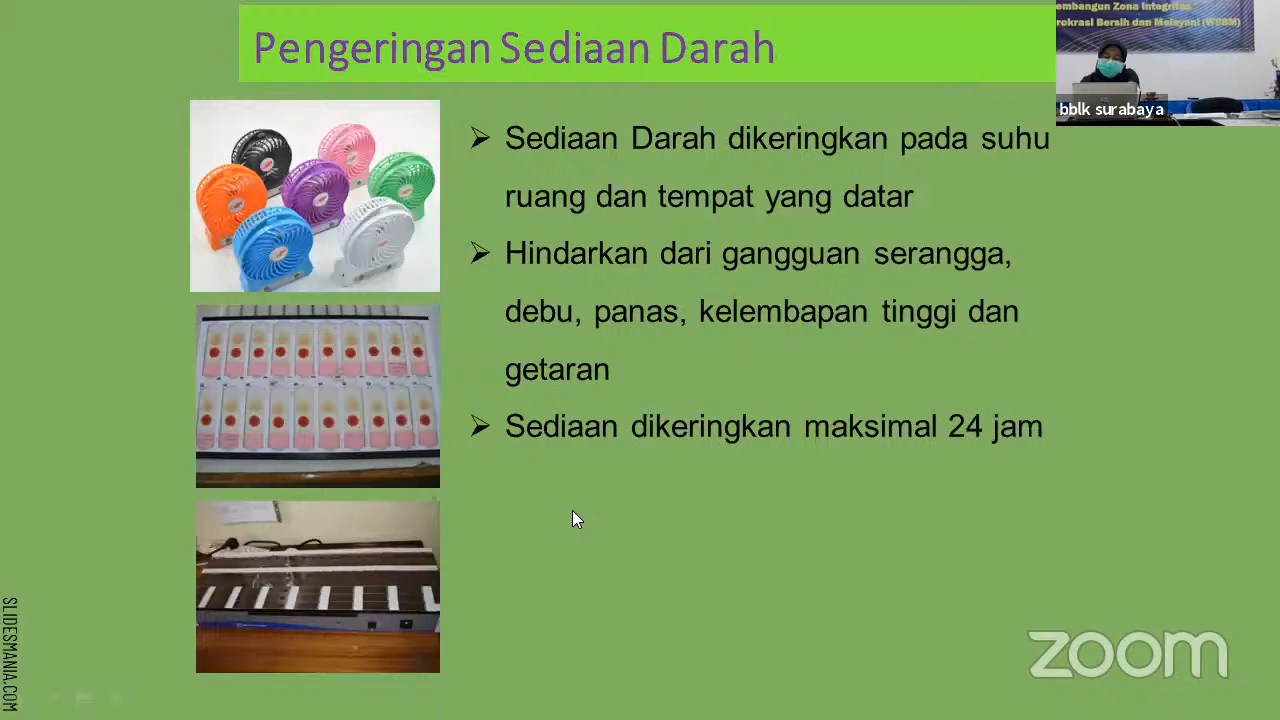 Pengeringan Sediaan Darah
embangun Zona Integritas
okrasi Bersih dan Melayani (WBBM)
bblk surabaya
Sediaan Darah dikeringkan pada suhu
ruang dan tempat yang datar
Hindarkan dari gangguan serangga,
debu, panas, kelembapan tinggi dan
getaran
Sediaan dikeringkan maksimal 24 jam
SLIDESMANIA.COM
zoom